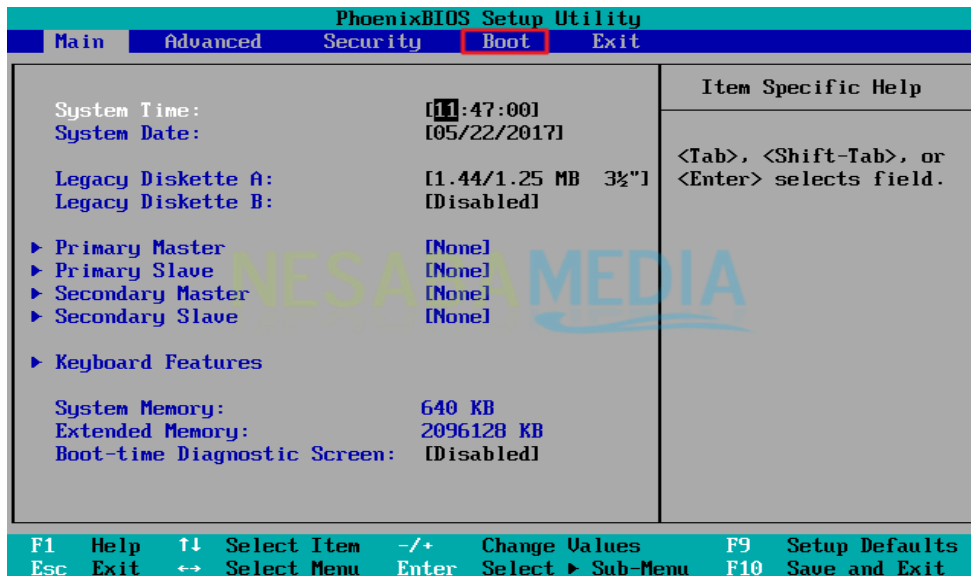 PhoenixBIOS Setup Utility
Main Advanced Security Boot Exit
Item Specific Help
System Time: [11:47:00]
System Date: [05/22/2017]
<Tab>, <Shift-Tab>, or
<Enter> selects field.
Legacy Diskette A: [1.44/1.25 MB 3½"]
Legacy Diskette B: [Disabled]
▶ Primary Master [None]
▶ Primary Slave [None]
▶ Secondary Master [None]
▶ Secondary Slave [None]
NESABAMEDIA
▶ Keyboard Features
System Memory: 640 KB
Extended Memory: 2096128 KB
Boot-time Diagnostic Screen: [Disabled]
F1 Help ↑↓ Select Item -/+ Change Values F9 Setup Defaults
Esc Exit ↔ Select Menu Enter Select ▶ Sub-Menu F10 Save and Exit